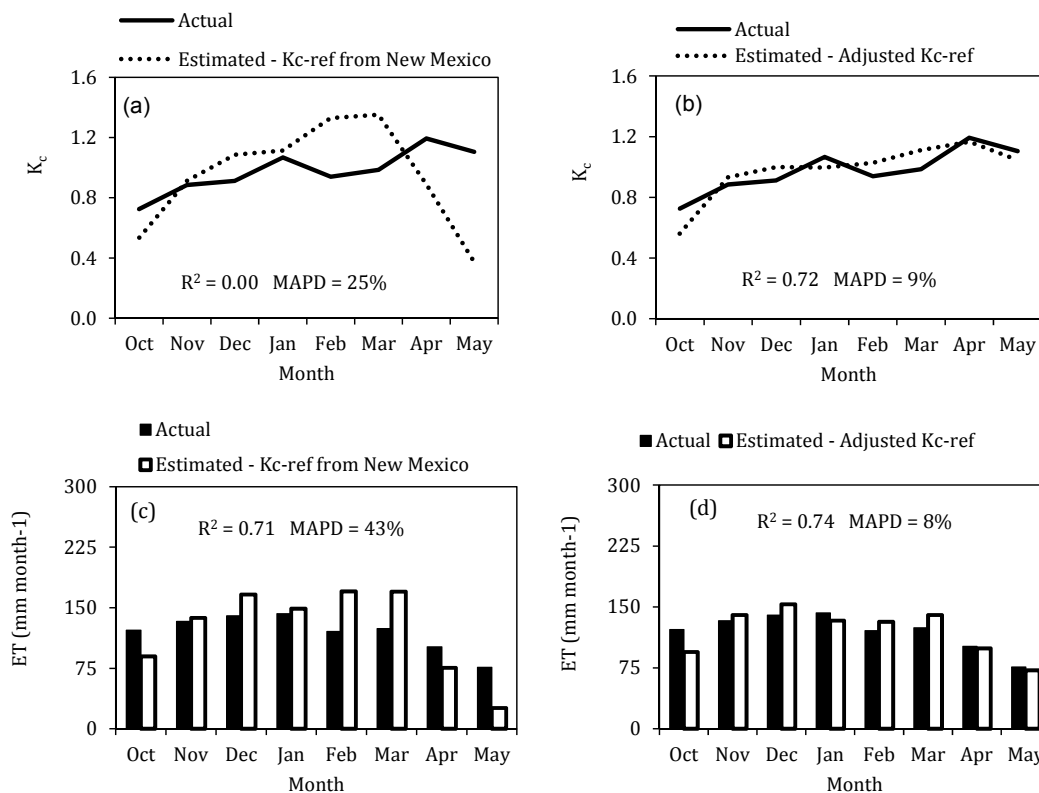 Actual
Estimated - Kc-ref from New Mexico
1.6
(a)
1.2
Kc
0.8
0.4
R² = 0.00 MAPD = 25%
0.0
Oct Nov Dec Jan Feb Mar Apr May
Month
Actual
Estimated - Adjusted Kc-ref
1.6
(b)
1.2
Kc
0.8
0.4
R² = 0.72 MAPD = 9%
0.0
Oct Nov Dec Jan Feb Mar Apr May
Month
Actual
Estimated - Kc-ref from New Mexico
300
(c)
R² = 0.71 MAPD = 43%
225
ET (mm month-1)
150
75
0
Oct Nov Dec Jan Feb Mar Apr May
Month
Actual Estimated - Adjusted Kc-ref
300
(d)
R² = 0.74 MAPD = 8%
225
ET (mm month-1)
150
75
0
Oct Nov Dec Jan Feb Mar Apr May
Month